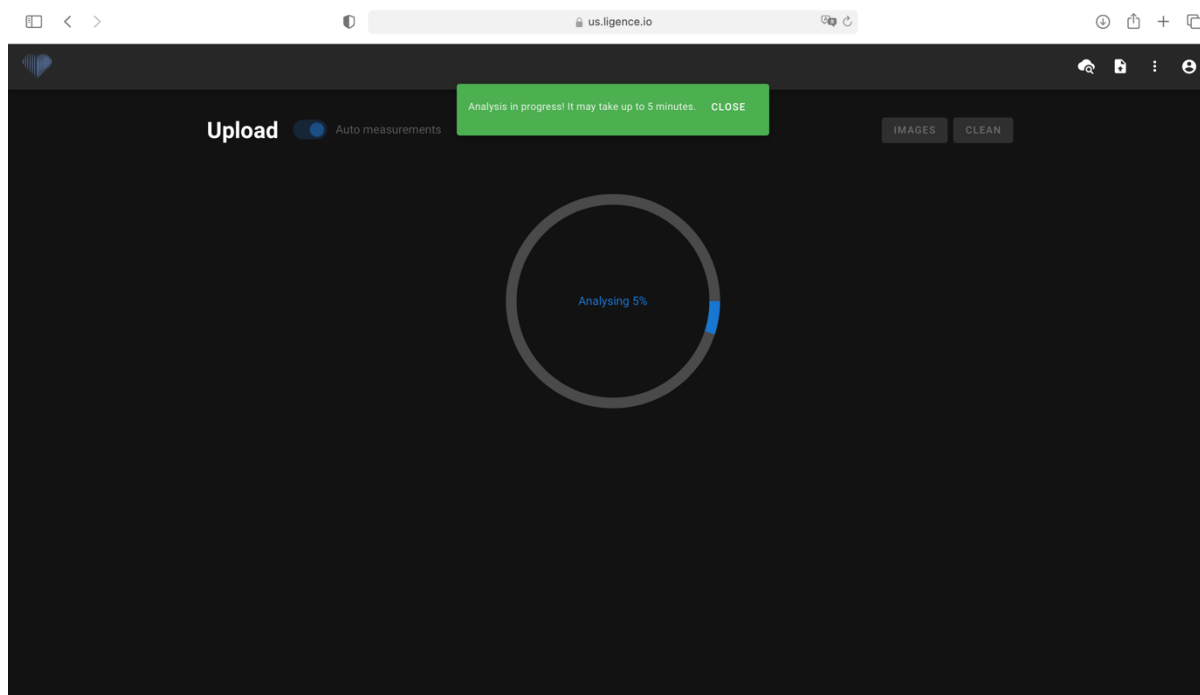 us.ligence.io
Analysis in progress! It may take up to 5 minutes. CLOSE
Upload Auto measurements IMAGES CLEAN
Analysing 5%